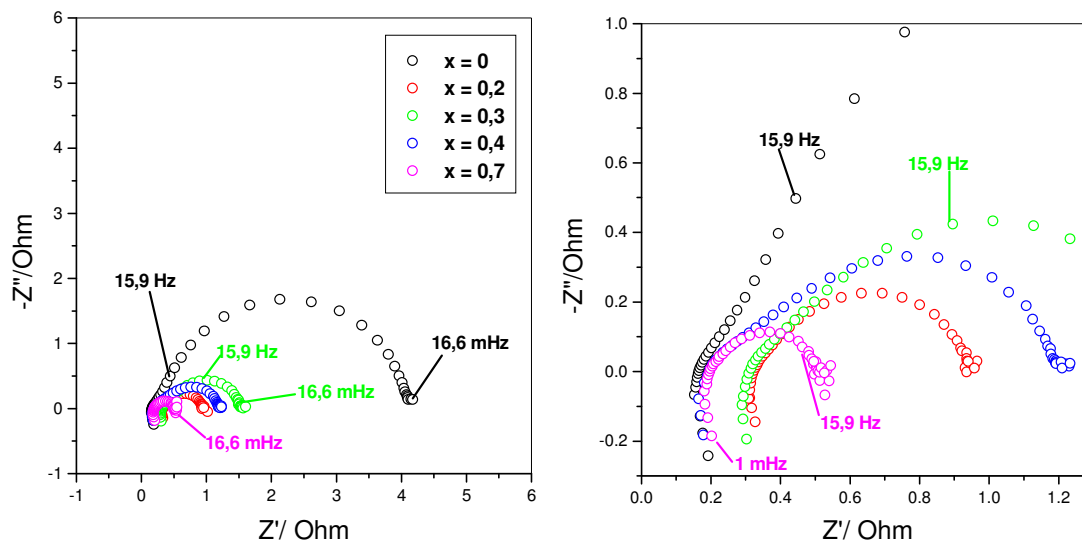 6
5
4
3
2
1
0
-1
-1 0 1 2 3 4 5 6
-Z''/Ohm
Z'/ Ohm
x = 0
x = 0,2
x = 0,3
x = 0,4
x = 0,7
15,9 Hz
15,9 Hz
16,6 mHz
16,6 mHz
16,6 mHz
1.0
0.8
0.6
0.4
0.2
0.0
-0.2
0.0 0.2 0.4 0.6 0.8 1.0 1.2
-Z''/Ohm
Z'/ Ohm
15,9 Hz
15,9 Hz
15,9 Hz
1 mHz